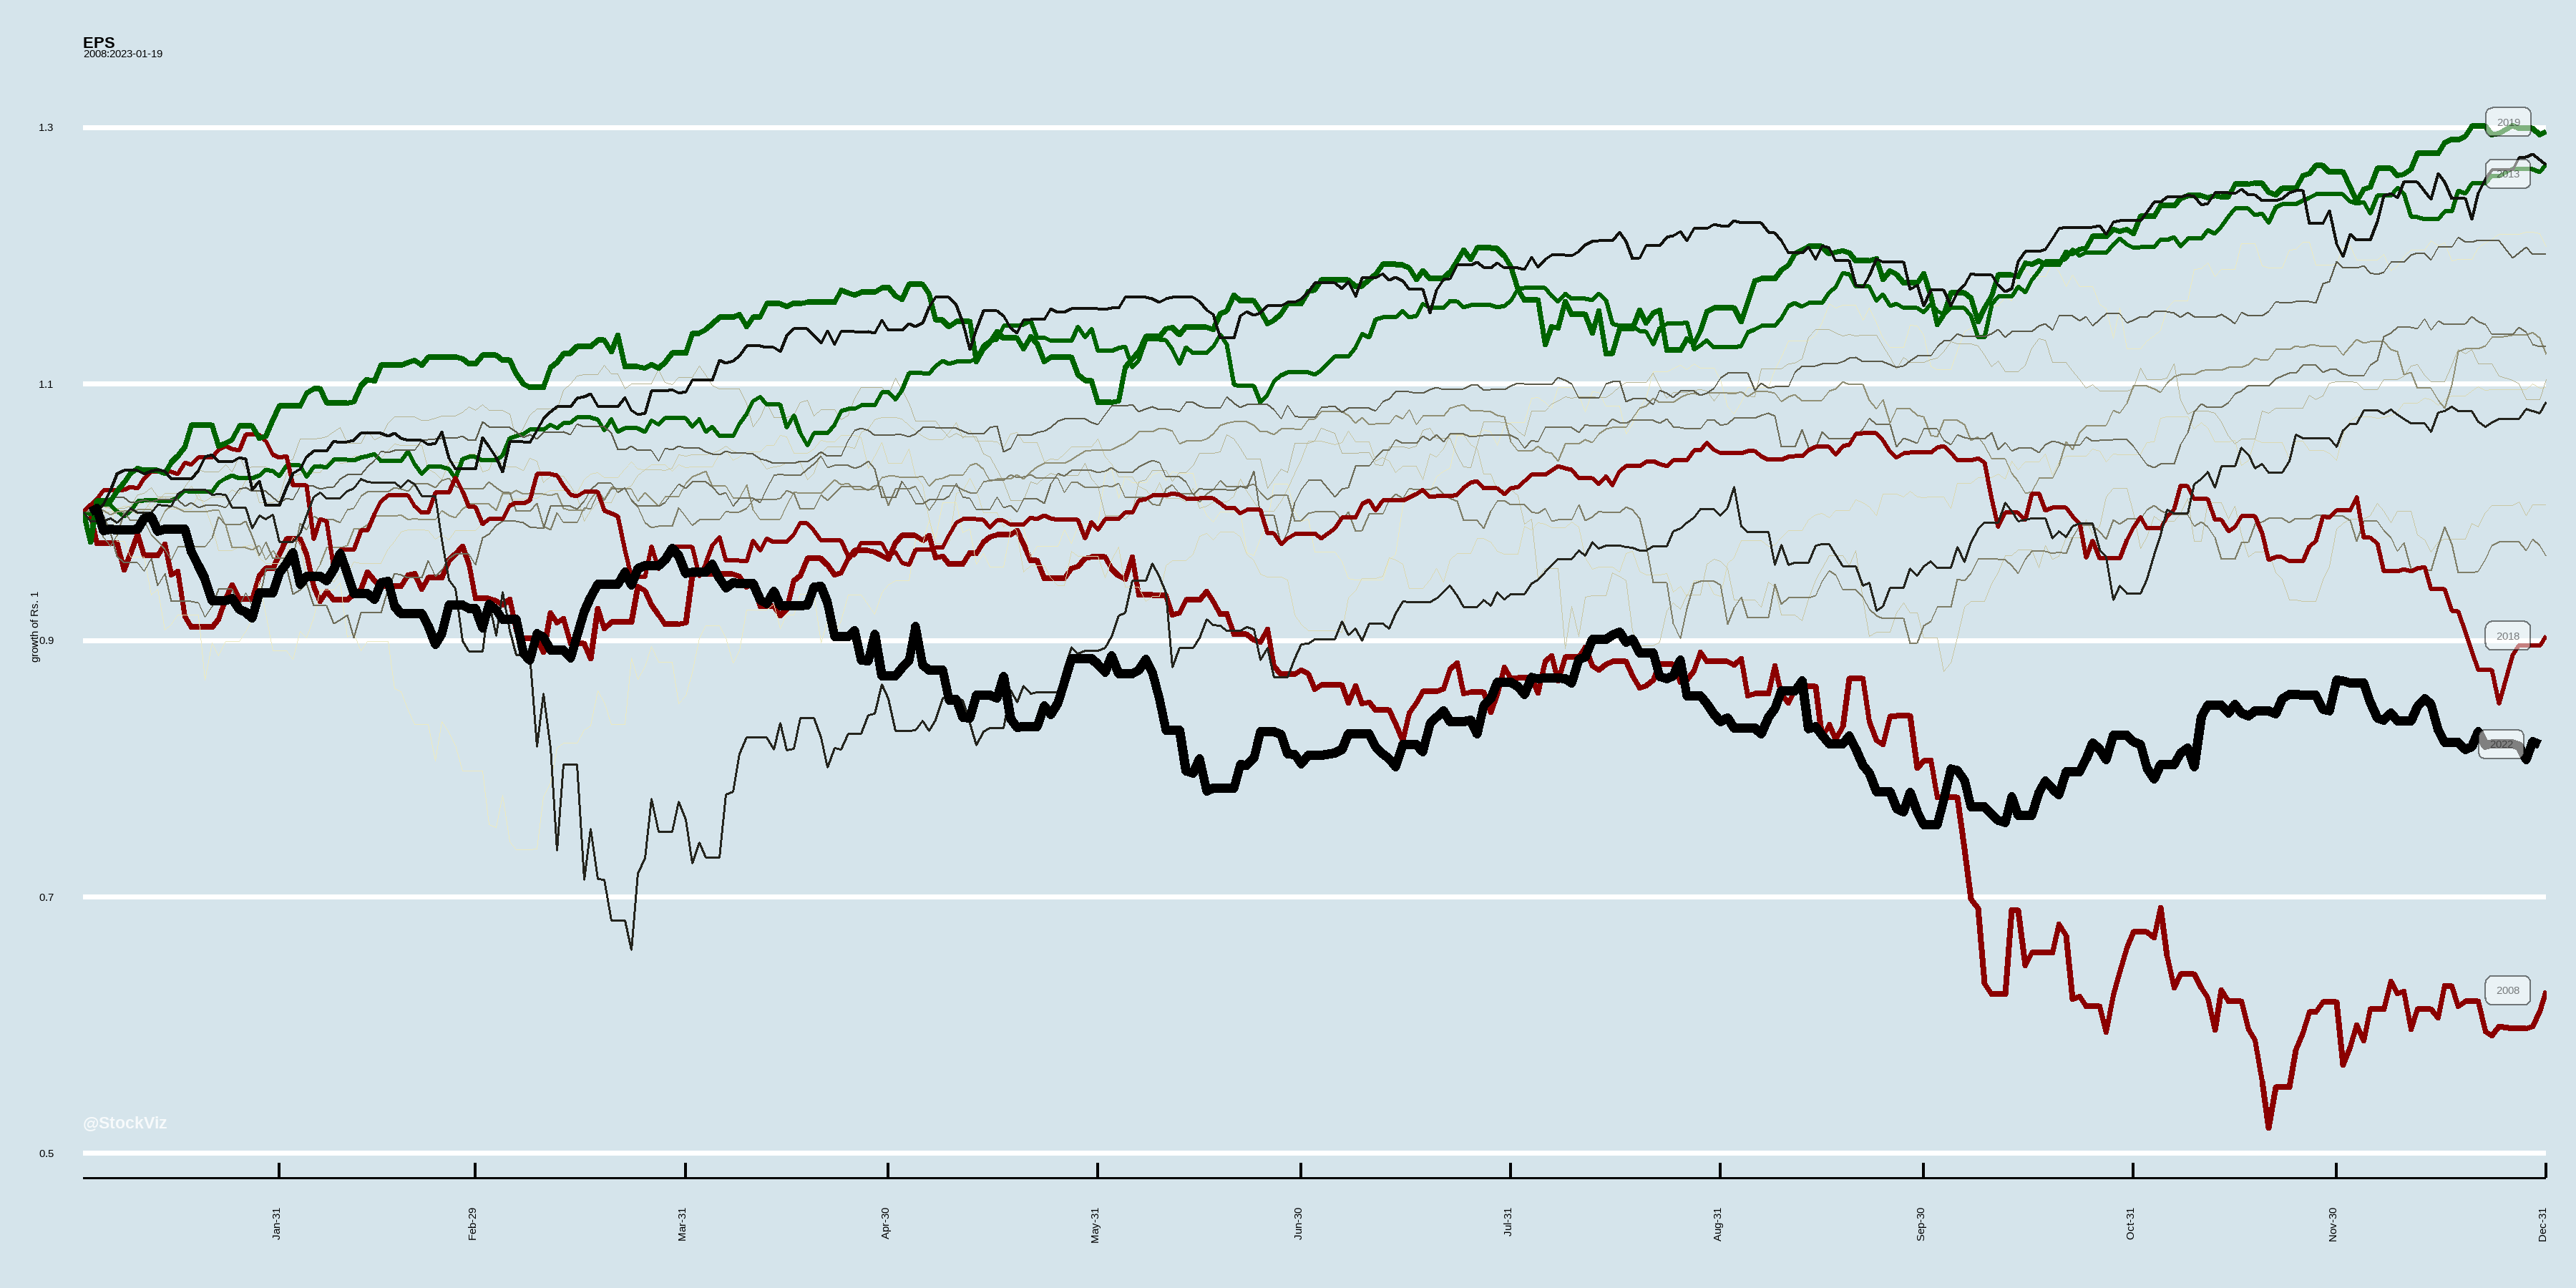 EPS
2008:2023-01-19
1.3
2019
2013
1.1
growth of Rs. 1
0.9
2018
2022
0.7
2008
@StockViz
0.5
Jan-31
Feb-29
Mar-31
Apr-30
May-31
Jun-30
Jul-31
Aug-31
Sep-30
Oct-31
Nov-30
Dec-31